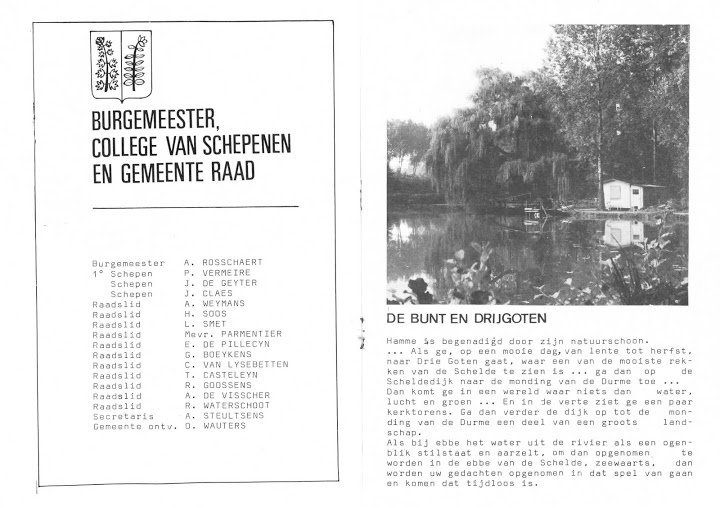 BURGEMEESTER,
COLLEGE VAN SCHEPENEN
EN GEMEENTE RAAD
Burgemeester A. ROSSCHAERT
1° Schepen P. VERMEIRE
Schepen J. DE GEYTER
Schepen J. CLAES
Raadslid A. WEYMANS
Raadslid H. SOOS
Raadslid L. SMET
Raadslid Mevr. PARMENTIER
Raadslid E. DE PILLECYN
Raadslid G. BOEYKENS
Raadslid C. VAN LYSEBETTEN
Raadslid T. CASTELEYN
Raadslid R. GOOSSENS
Raadslid A. DE VISSCHER
Raadslid R. WATERSCHOOT
Secretaris A. STEULTSENS
Gemeente ontv. O. WAUTERS
DE BUNT EN DRIJGOTEN
Hamme is begenadigd door zijn natuurschoon.
... Als ge, op een mooie dag, van lente tot herfst,
naar Drie Goten gaat, waar een van de mooiste rek-
ken van de Schelde te zien is ... ga dan op de
Scheldedijk naar de monding van de Durme toe ...
Dan komt ge in een wereld waar niets dan water,
lucht en groen ... En in de verte ziet ge een paar
kerktorens. Ga dan verder de dijk op tot de mon-
ding van de Durme een deel van een groots land-
schap.
Als bij ebbe het water uit de rivier als een ogen-
blik stilstaat en aarzelt, om dan opgenomen te
worden in de ebbe van de Schelde, zeewaarts, dan
worden uw gedachten opgenomen in dat spel van gaan
en komen dat tijdloos is.